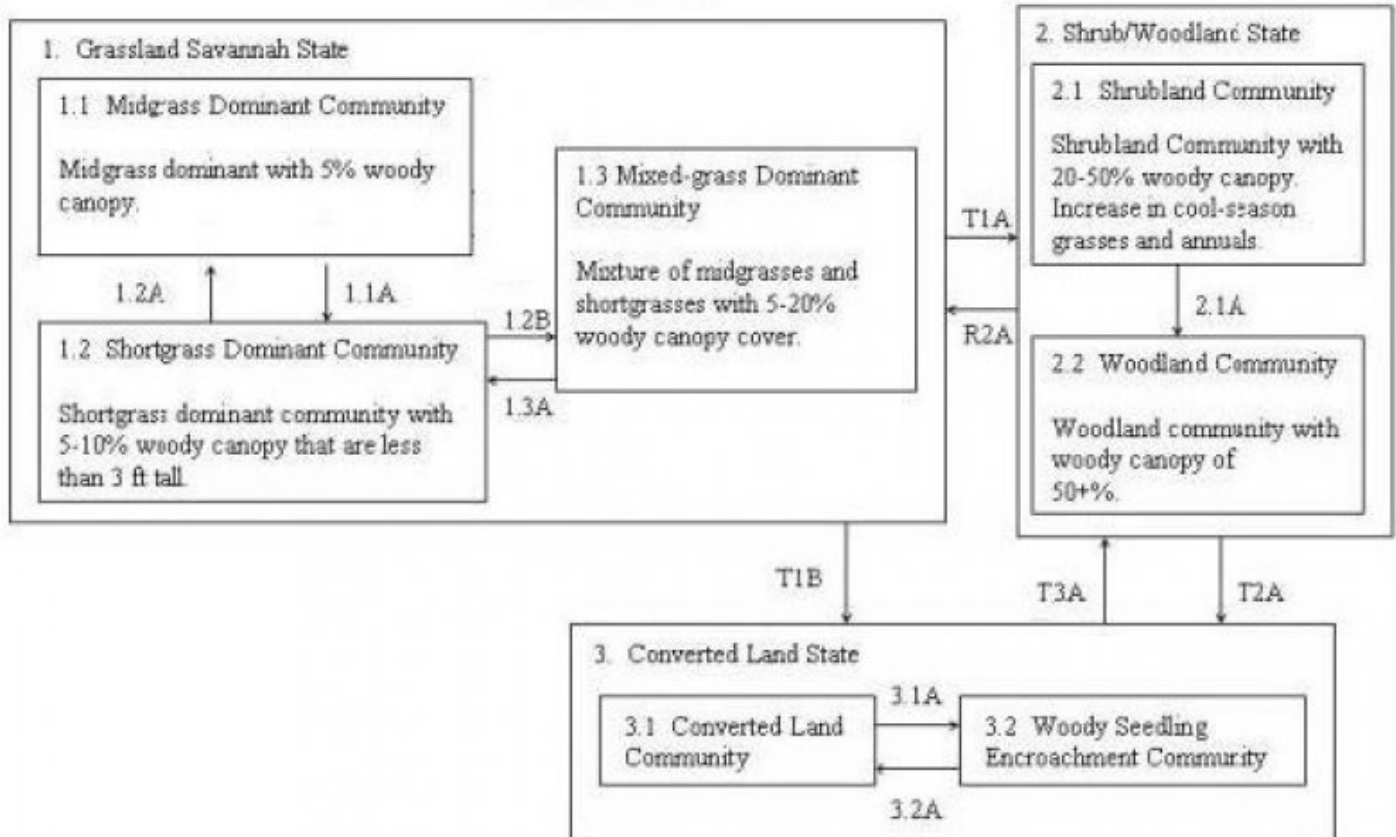 1. Grassland Savannah State
1.1 Midgrass Dominant Community
Midgrass dominant with 5% woody
canopy.
1.2A
1.1A
1.2 Shortgrass Dominant Community
Shortgrass dominant community with
5-10% woody canopy that are less
than 3 ft tall.
1.2B
1.3A
1.3 Mixed-grass Dominant
Community
Mixture of midgrasses and
shortgrasses with 5-20%
woody canopy cover.
T1A
R2A
2. Shrub/Woodland State
2.1 Shrubland Community
Shrubland Community with
20-50% woody canopy.
Increase in cool-season
grasses and annuals.
2.1A
2.2 Woodland Community
Woodland community with
woody canopy of
50+%.
T1B
T3A
T2A
3. Converted Land State
3.1 Converted Land
Community
3.1A
3.2A
3.2 Woody Seedling
Encroachment Community